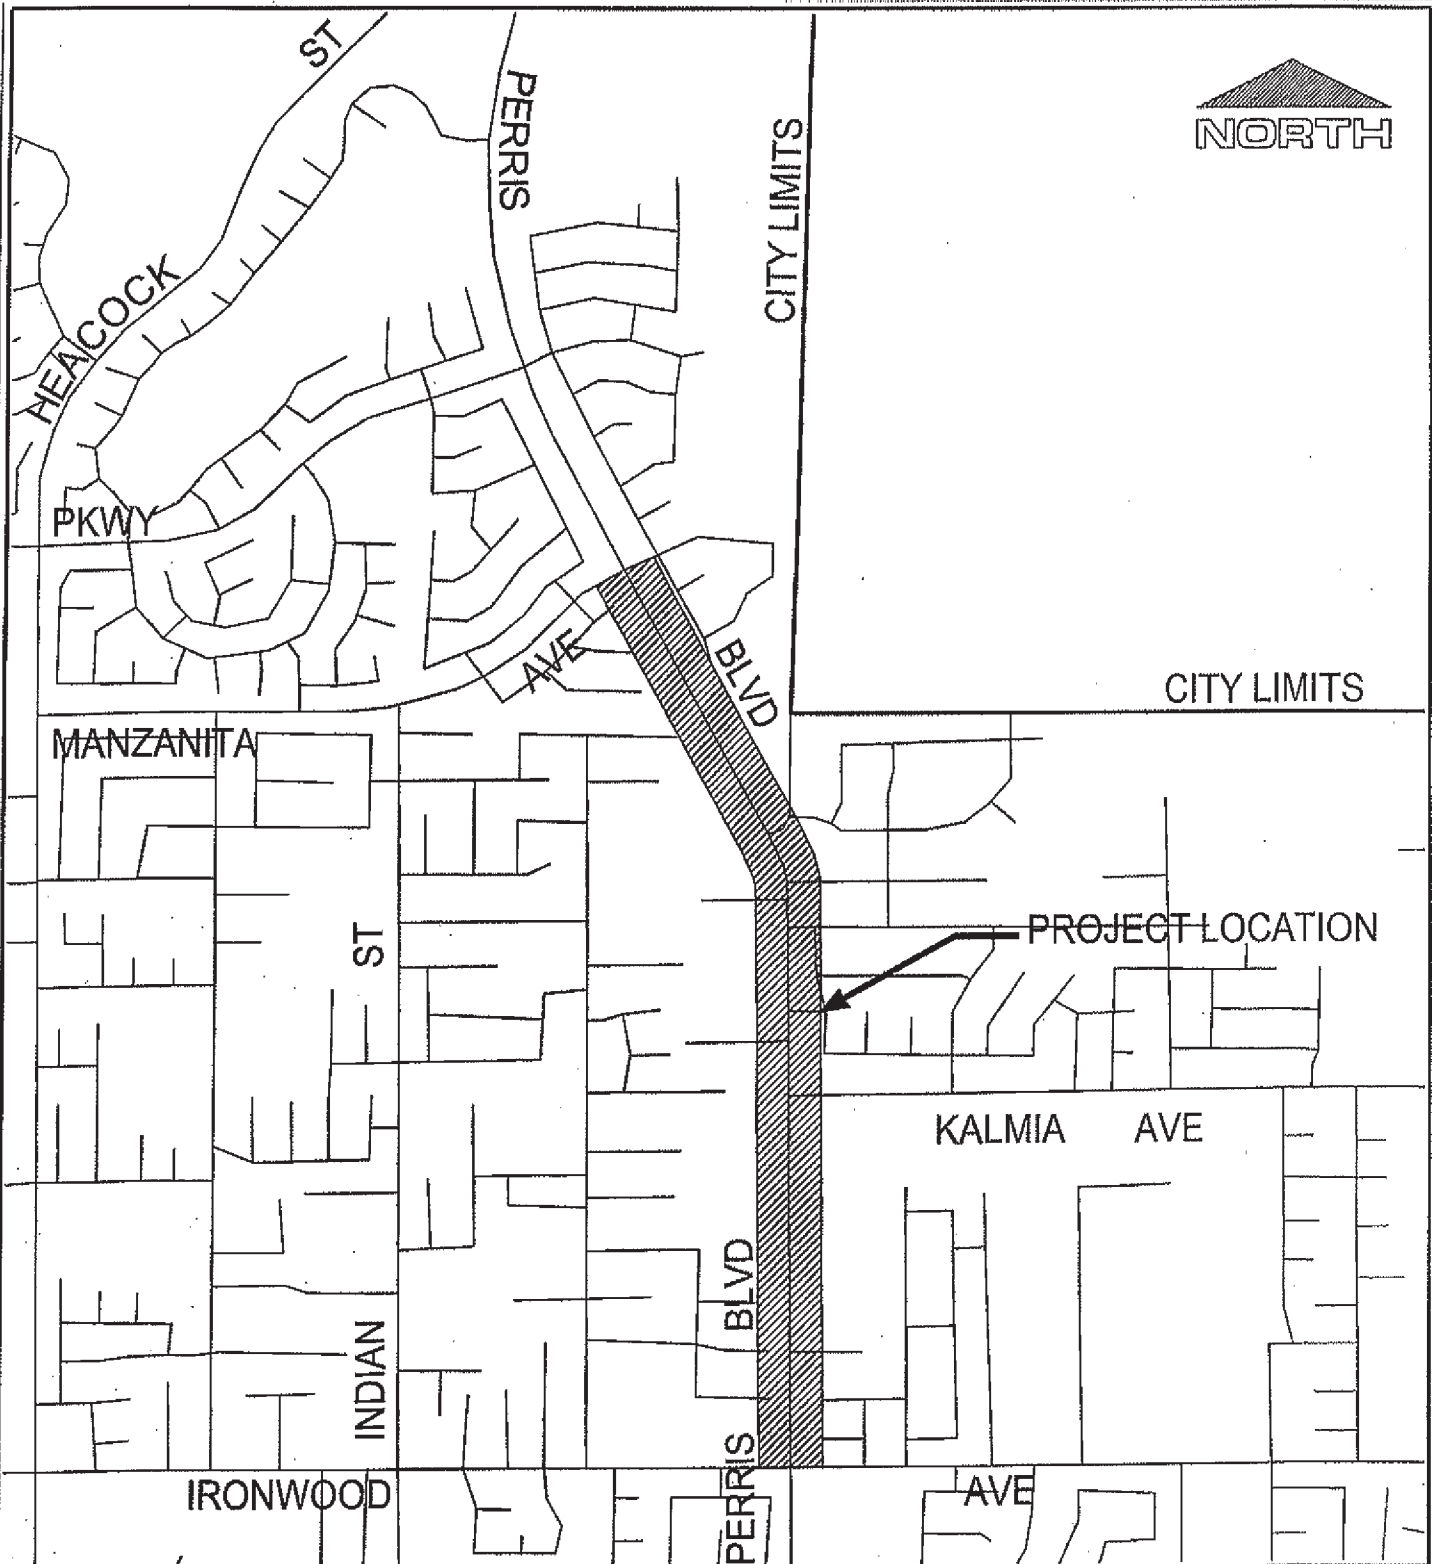 ST
PERRIS
NORTH
CITY LIMITS
HEACOCK
PKWY
AVE
BLVD
CITY LIMITS
MANZANITA
ST
PROJECT LOCATION
KALMIA AVE
BLVD
INDIAN
PERRIS
IRONWOOD
AVE